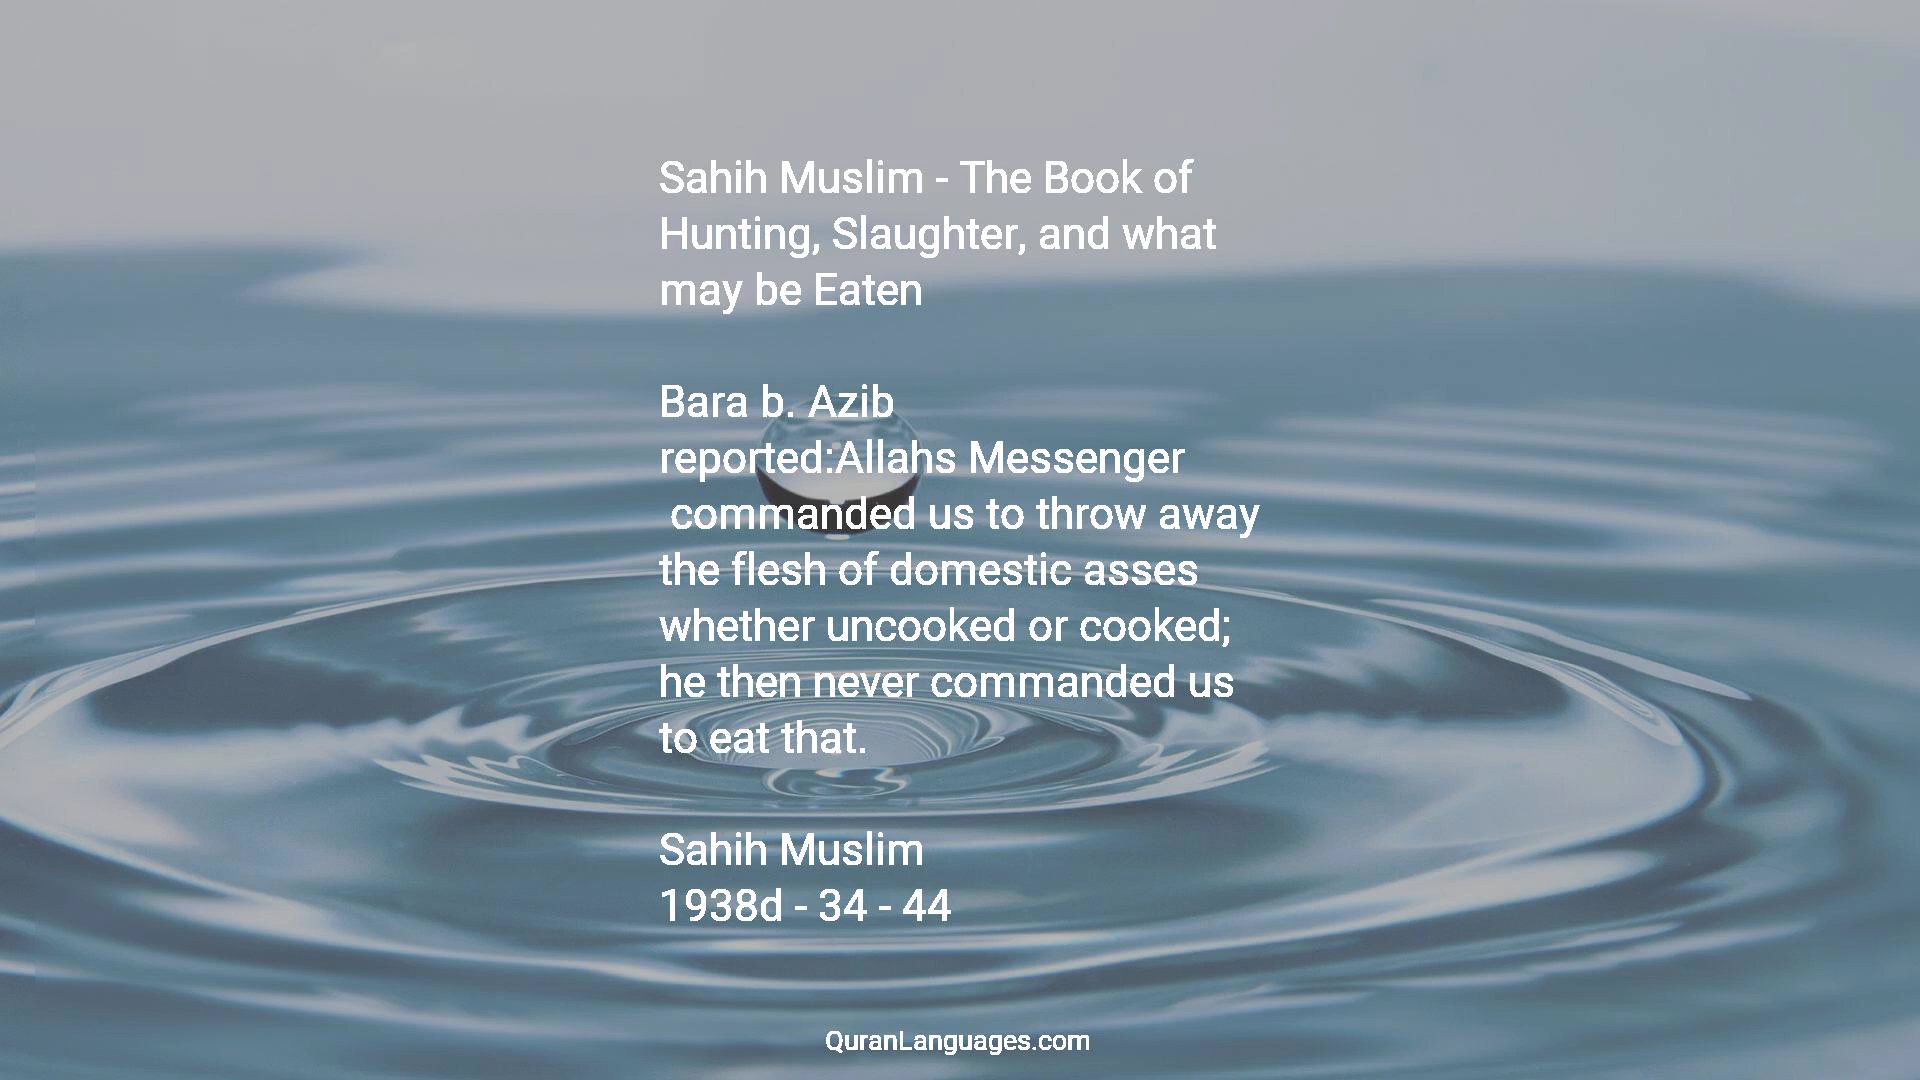 Sahih Muslim - The Book of
Hunting, Slaughter, and what
may be Eaten
Bara b. Azib
reported:Allahs Messenger
commanded us to throw away
the flesh of domestic asses
whether uncooked or cooked;
he then never commanded us
to eat that.
Sahih Muslim
1938d - 34 - 44
QuranLanguages.com